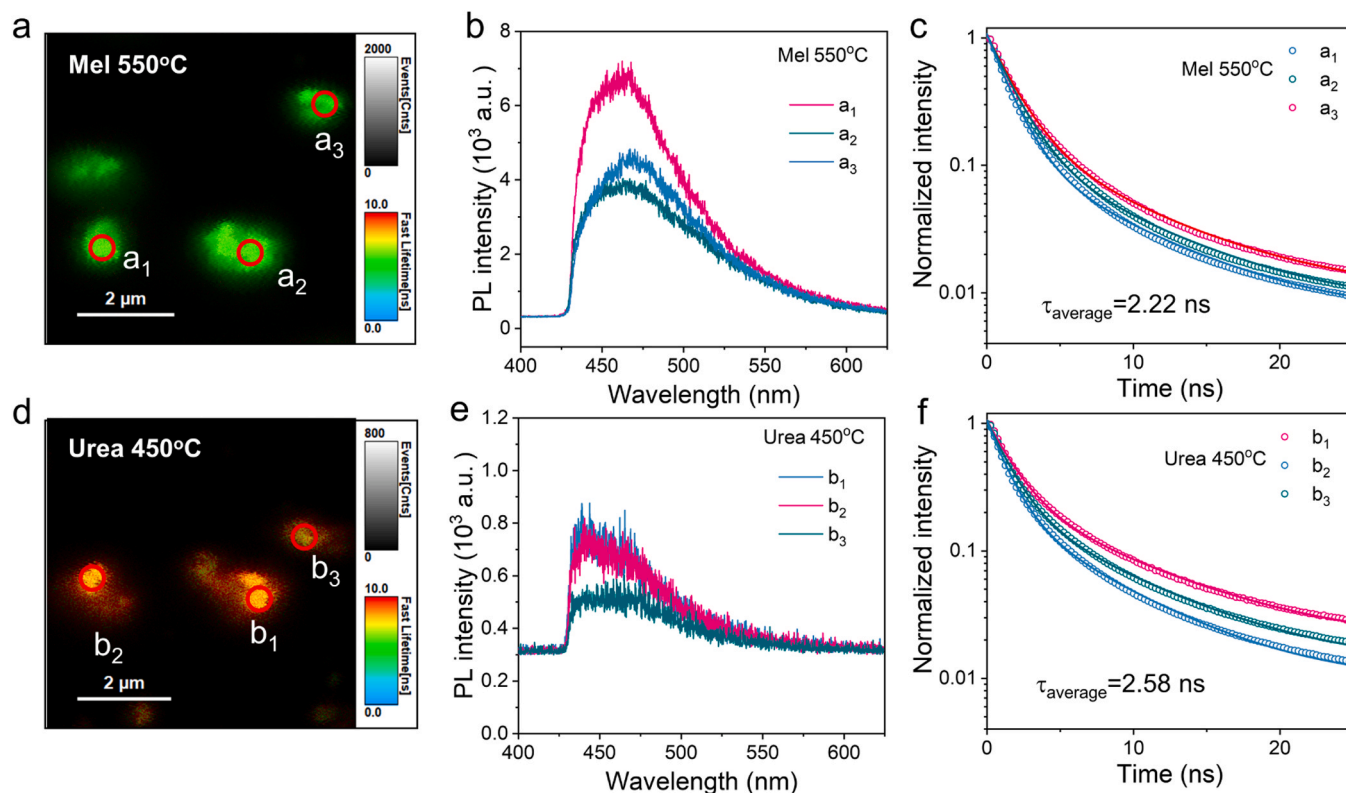 a
Mel 550°C
a1
a2
a3
2 μm
2000
Events[Cnts]
0
10.0
Fast Lifetime[ns]
0.0
b
8
6
4
2
0
PL intensity (10³ a.u.)
Mel 550°C
a1
a2
a3
400 450 500 550 600
Wavelength (nm)
c
1
0.1
0.01
Normalized intensity
Mel 550°C
a1
a2
a3
τaverage=2.22 ns
0 10 20
Time (ns)
d
Urea 450°C
b3
b2
b1
2 μm
800
Events[Cnts]
0
10.0
Fast Lifetime[ns]
0.0
e
1.2
1.0
0.8
0.6
0.4
0.2
0.0
PL intensity (10³ a.u.)
Urea 450°C
b1
b2
b3
400 450 500 550 600
Wavelength (nm)
f
1
0.1
0.01
Normalized intensity
Urea 450°C
b1
b2
b3
τaverage=2.58 ns
0 10 20
Time (ns)